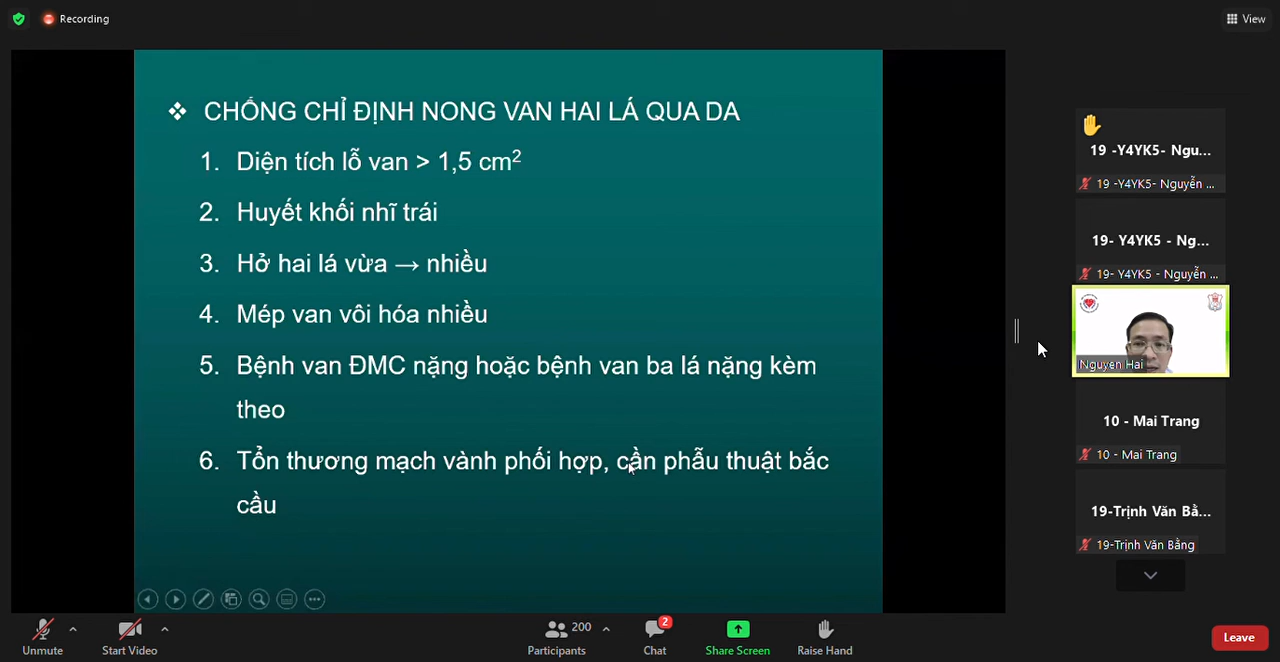 Recording
View
❖ CHỐNG CHỈ ĐỊNH NONG VAN HAI LÁ QUA DA
1. Diện tích lỗ van > 1,5 cm²
2. Huyết khối nhĩ trái
3. Hở hai lá vừa → nhiều
4. Mép van vôi hóa nhiều
5. Bệnh van ĐMC nặng hoặc bệnh van ba lá nặng kèm
theo
6. Tổn thương mạch vành phối hợp, cần phẫu thuật bắc
cầu
19 -Y4YK5- Ngu...
19 -Y4YK5- Nguyễn ...
19- Y4YK5 - Ng...
19- Y4YK5 - Nguyễn ...
Nguyen Hai
10 - Mai Trang
10 - Mai Trang
19-Trịnh Văn Bằ...
19-Trịnh Văn Bằng
Unmute
Start Video
200
Participants
2
Chat
Share Screen
Raise Hand
Leave